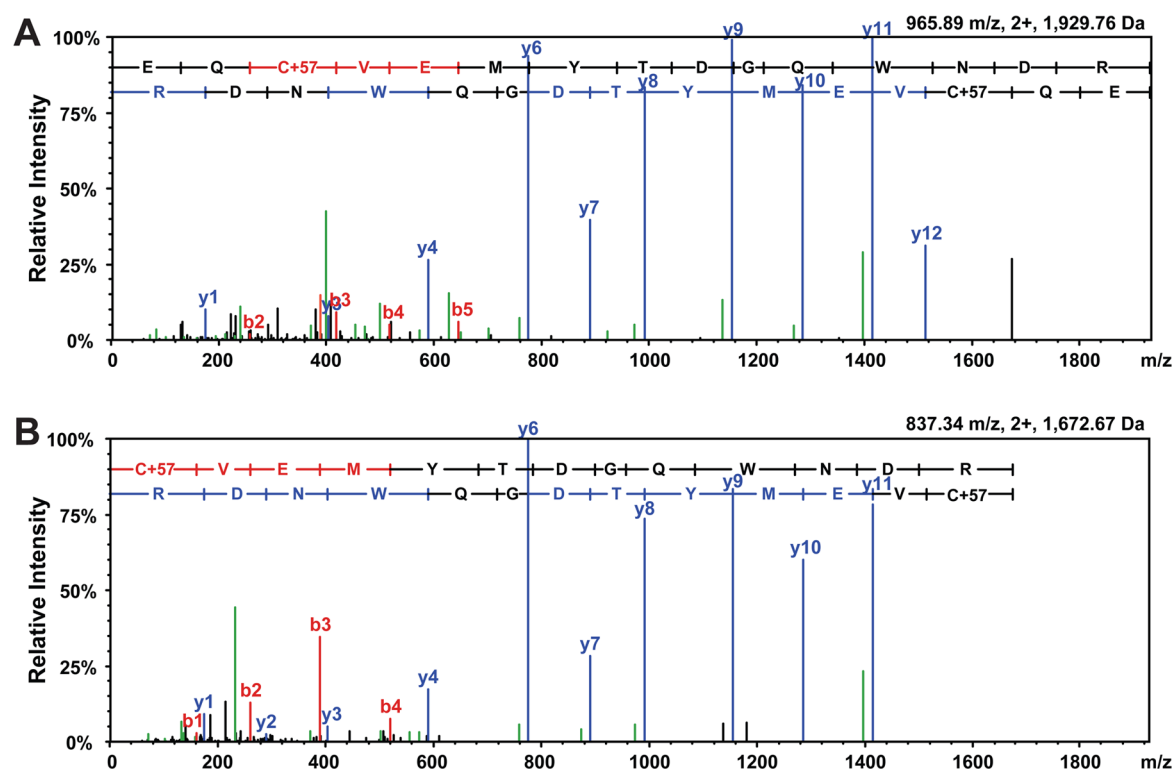 A
965.89 m/z, 2+, 1,929.76 Da
Relative Intensity
100%
75%
50%
25%
0%
E Q C+57 V E M Y T D G Q W N D R
R D N W Q G D T Y M E V C+57 Q E
y1 b2 y3 b3 b4 y4 b5 y6 y7 y8 y9 y10 y11 y12
0 200 400 600 800 1000 1200 1400 1600 1800 m/z
B
837.34 m/z, 2+, 1,672.67 Da
Relative Intensity
100%
75%
50%
25%
0%
C+57 V E M Y T D G Q W N D R
R D N W Q G D T Y M E V C+57
b1 y1 b2 y2 b3 y3 b4 y4 y6 y7 y8 y9 y10 y11
0 200 400 600 800 1000 1200 1400 1600 1800 m/z